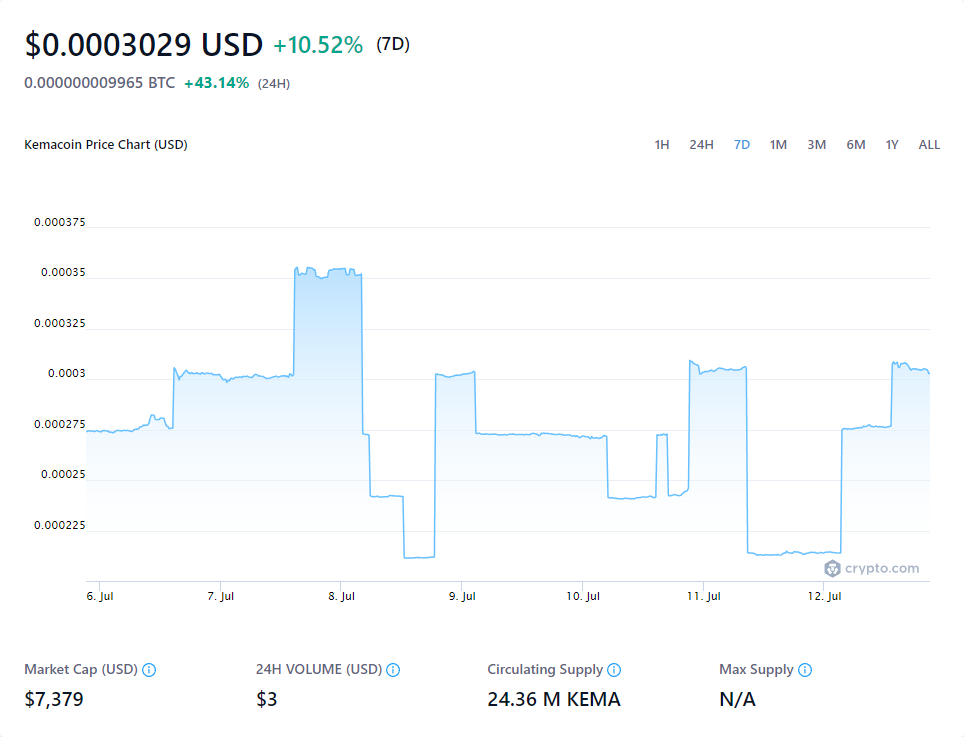 $0.0003029 USD +10.52% (7D)
0.000000009965 BTC +43.14% (24H)
Kemacoin Price Chart (USD) 1H 24H 7D 1M 3M 6M 1Y ALL
0.000375
0.00035
0.000325
0.0003
0.000275
0.00025
0.000225
crypto.com
6. Jul 7. Jul 8. Jul 9. Jul 10. Jul 11. Jul 12. Jul
Market Cap (USD) 24H VOLUME (USD) Circulating Supply Max Supply
$7,379 $3 24.36 M KEMA N/A